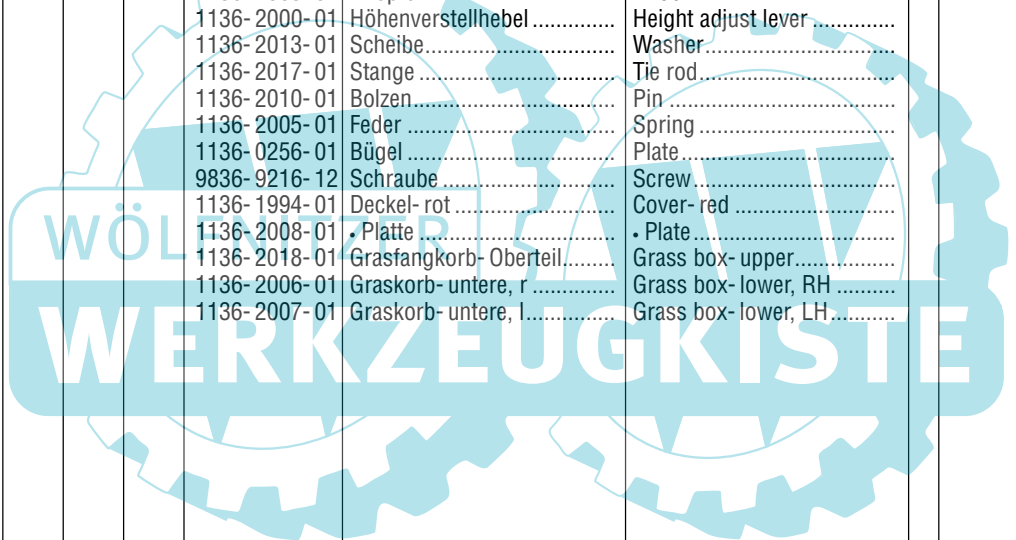 1136-2000-01 Höhenverstellhebel .............. Height adjust lever ..............
1136-2013-01 Scheibe................................ Washer................................
1136-2017-01 Stange ................................. Tie rod.................................
1136-2010-01 Bolzen.................................. Pin ......................................
1136-2005-01 Feder ................................... Spring .................................
1136-0256-01 Bügel ................................... Plate....................................
9836-9216-12 Schraube ............................. Screw..................................
1136-1994-01 Deckel-rot ........................... Cover-red ...........................
1136-2008-01 • Platte .................................. • Plate..................................
1136-2018-01 Grasfangkorb-Oberteil......... Grass box-upper.................
1136-2006-01 Graskorb-untere, r .............. Grass box-lower, RH ..........
1136-2007-01 Graskorb-untere, l............... Grass box-lower, LH...........
WÖLFNITZER
WERKZEUGKISTE